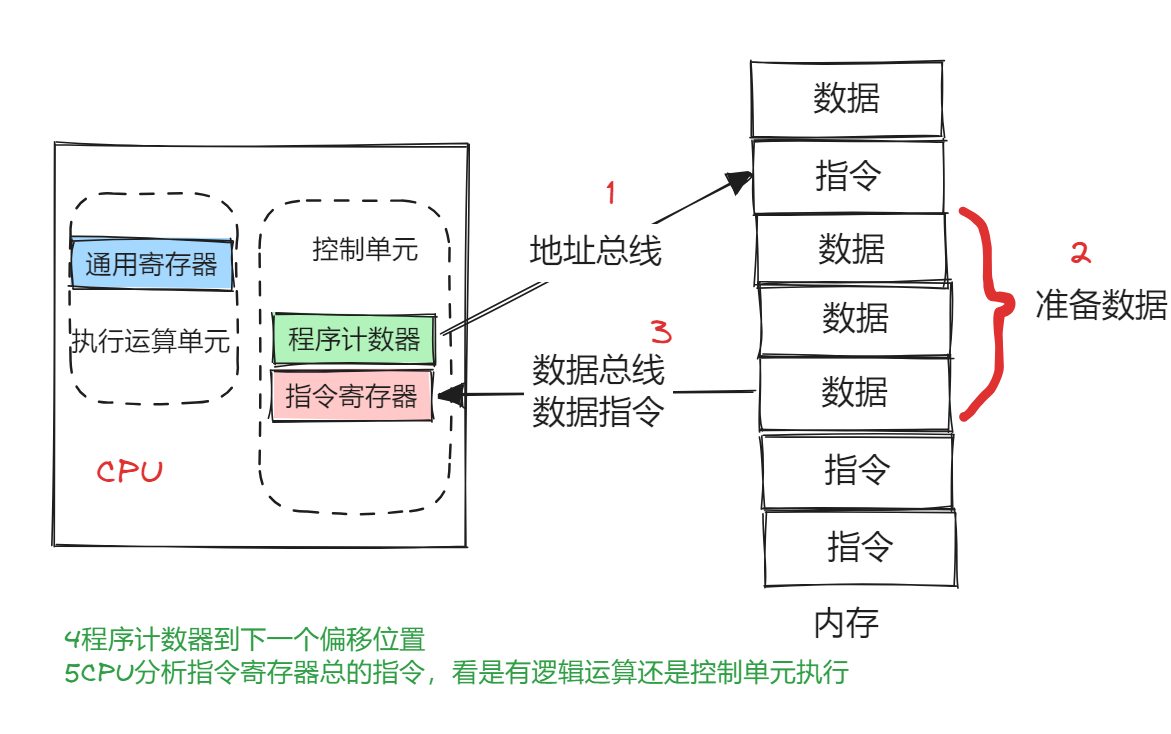 数据
指令
数据
数据
数据
指令
指令
内存
1
地址总线
2
准备数据
3
数据总线
数据指令
通用寄存器
执行运算单元
控制单元
程序计数器
指令寄存器
CPU
4程序计数器到下一个偏移位置
5CPU分析指令寄存器总的指令，看是有逻辑运算还是控制单元执行